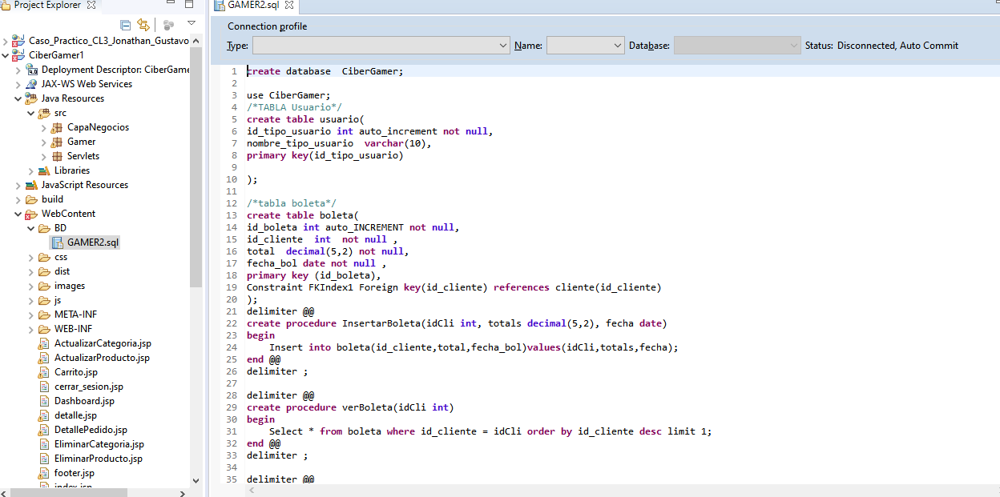 Project Explorer
Caso_Practico_CL3_Jonathan_Gustavo
CiberGamer1
Deployment Descriptor: CiberGame
JAX-WS Web Services
Java Resources
src
CapaNegocios
Gamer
Servlets
Libraries
JavaScript Resources
build
WebContent
BD
GAMER2.sql
css
dist
images
js
META-INF
WEB-INF
ActualizarCategoria.jsp
ActualizarProducto.jsp
Carrito.jsp
cerrar_sesion.jsp
Dashboard.jsp
detalle.jsp
DetallePedido.jsp
EliminarCategoria.jsp
EliminarProducto.jsp
footer.jsp
index.jsp
GAMER2.sql
Connection profile
Type: Name: Database: Status: Disconnected, Auto Commit
1 create database  CiberGamer;
2
3 use CiberGamer;
4 /*TABLA Usuario*/
5 create table usuario(
6 id_tipo_usuario int auto_increment not null,
7 nombre_tipo_usuario  varchar(10),
8 primary key(id_tipo_usuario)
9
10 );
11
12 /*tabla boleta*/
13 create table boleta(
14 id_boleta int auto_INCREMENT not null,
15 id_cliente  int  not null ,
16 total  decimal(5,2) not null,
17 fecha_bol date not null ,
18 primary key (id_boleta),
19 Constraint FKIndex1 Foreign key(id_cliente) references cliente(id_cliente)
20 );
21 delimiter @@
22 create procedure InsertarBoleta(idCli int, totals decimal(5,2), fecha date)
23 begin
24     Insert into boleta(id_cliente,total,fecha_bol)values(idCli,totals,fecha);
25 end @@
26 delimiter ;
27
28 delimiter @@
29 create procedure verBoleta(idCli int)
30 begin
31     Select * from boleta where id_cliente = idCli order by id_cliente desc limit 1;
32 end @@
33 delimiter ;
34
35 delimiter @@